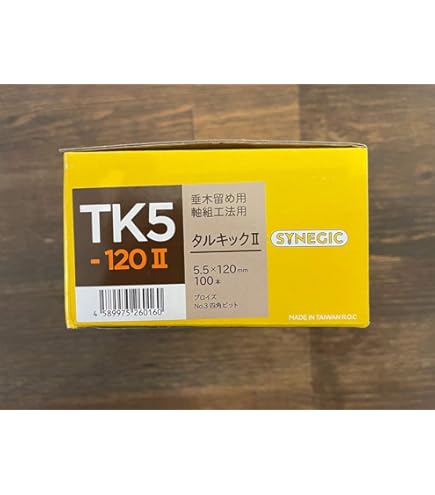 TK5
-120 II
4 589975 260160
垂木留め用
軸組工法用
タルキックⅡ
5.5×120mm
100本
プロイズ
No.3 四角ビット
SYNEGIC
MADE IN TAIWAN R.O.C